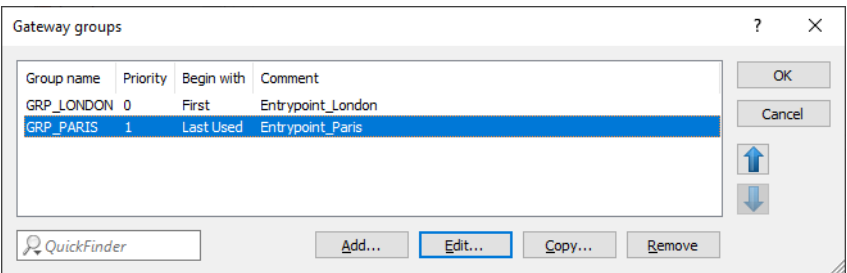 Gateway groups ?
Group name Priority Begin with Comment
GRP_LONDON 0 First Entrypoint_London
GRP_PARIS 1 Last Used Entrypoint_Paris
OK
Cancel
QuickFinder Add... Edit... Copy... Remove